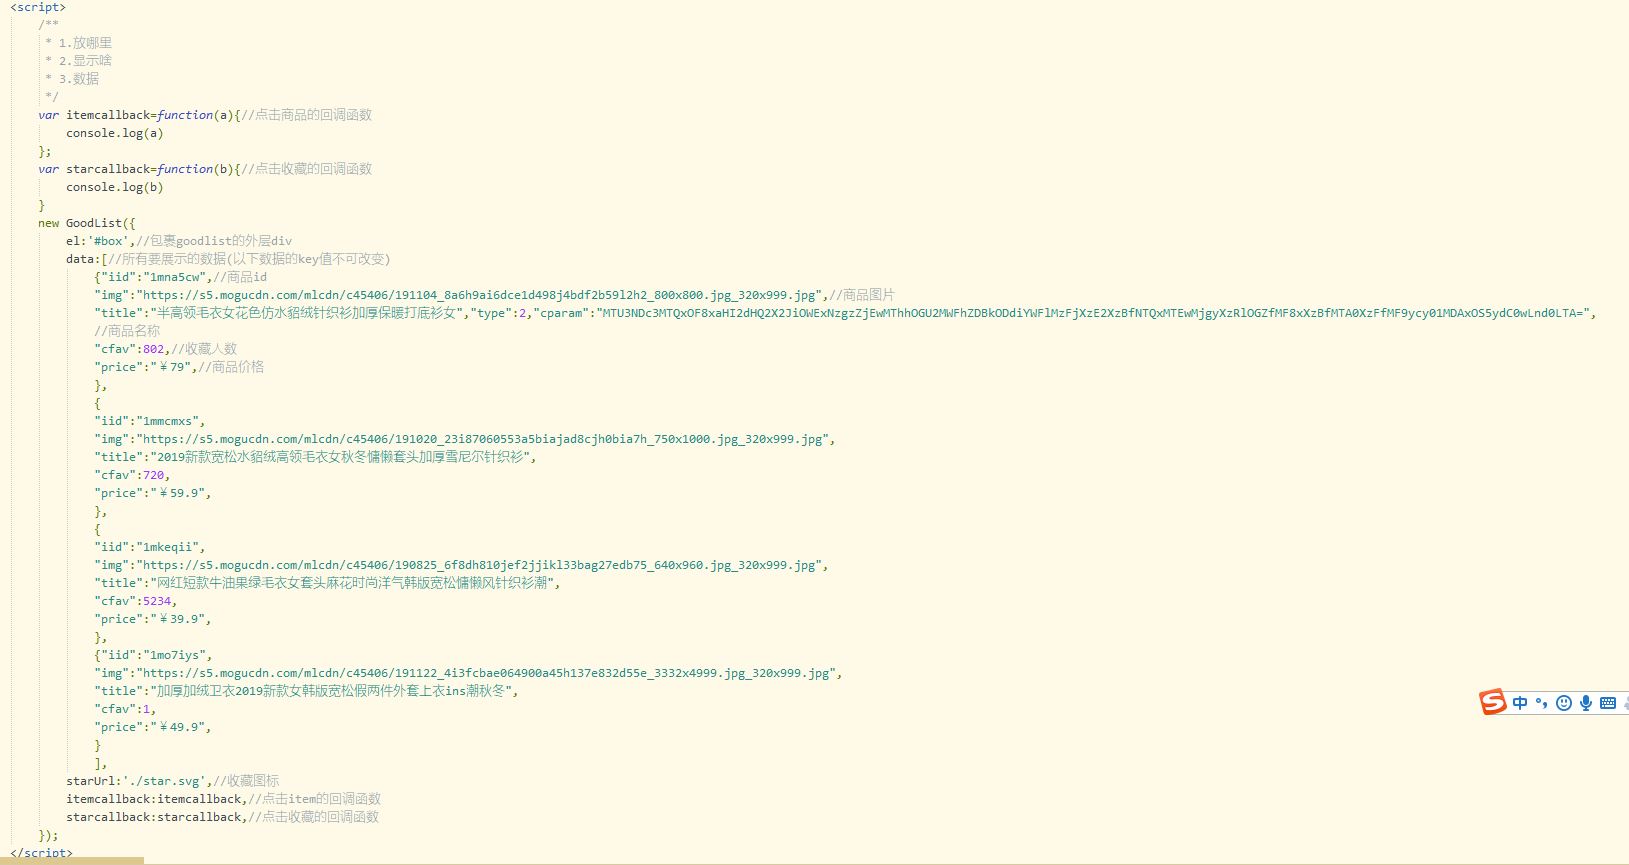 <script>
/**
* 1.放哪里
* 2.显示啥
* 3.数据
*/
var itemcallback=function(a){//点击商品的回调函数
console.log(a)
};
var starcallback=function(b){//点击收藏的回调函数
console.log(b)
}
new GoodList({
el:'#box',//包裹goodlist的外层div
data:[//所有要展示的数据(以下数据的key值不可改变)
{"iid":"1mna5cw",//商品id
"img":"https://s5.mogucdn.com/mlcdn/c45406/191104_8a6h9ai6dce1d498j4bdf2b59l2h2_800x800.jpg_320x999.jpg",//商品图片
"title":"半高领毛衣女花色仿水貂绒针织衫加厚保暖打底衫女","type":2,"cparam":"MTU3NDc3MTQxOF8xaHI2dHQ2X2JiOWExNzgzZjEwMThhOGU2MWFhZDBkODdiYWFlMzFjXzE2XzBfNTQxMTEwMjgyXzRlOGZfMF8xXzBfMTA0XzFfMF9ycy01MDAxOS5ydC0wLnd0LTA=",
//商品名称
"cfav":802,//收藏人数
"price":"￥79",//商品价格
},
{
"iid":"1mmcmxs",
"img":"https://s5.mogucdn.com/mlcdn/c45406/191020_23i87060553a5biajad8cjh0bia7h_750x1000.jpg_320x999.jpg",
"title":"2019新款宽松水貂绒高领毛衣女秋冬慵懒套头加厚雪尼尔针织衫",
"cfav":720,
"price":"￥59.9",
},
{
"iid":"1mkeqii",
"img":"https://s5.mogucdn.com/mlcdn/c45406/190825_6f8dh810jef2jjikl33bag27edb75_640x960.jpg_320x999.jpg",
"title":"网红短款牛油果绿毛衣女套头麻花时尚洋气韩版宽松慵懒风针织衫潮",
"cfav":5234,
"price":"￥39.9",
},
{"iid":"1mo7iys",
"img":"https://s5.mogucdn.com/mlcdn/c45406/191122_4i3fcbae064900a45h137e832d55e_3332x4999.jpg_320x999.jpg",
"title":"加厚加绒卫衣2019新款女韩版宽松假两件外套上衣ins潮秋冬",
"cfav":1,
"price":"￥49.9",
}
],
starUrl:'./star.svg',//收藏图标
itemcallback:itemcallback,//点击item的回调函数
starcallback:starcallback,//点击收藏的回调函数
});
</script>
S 中